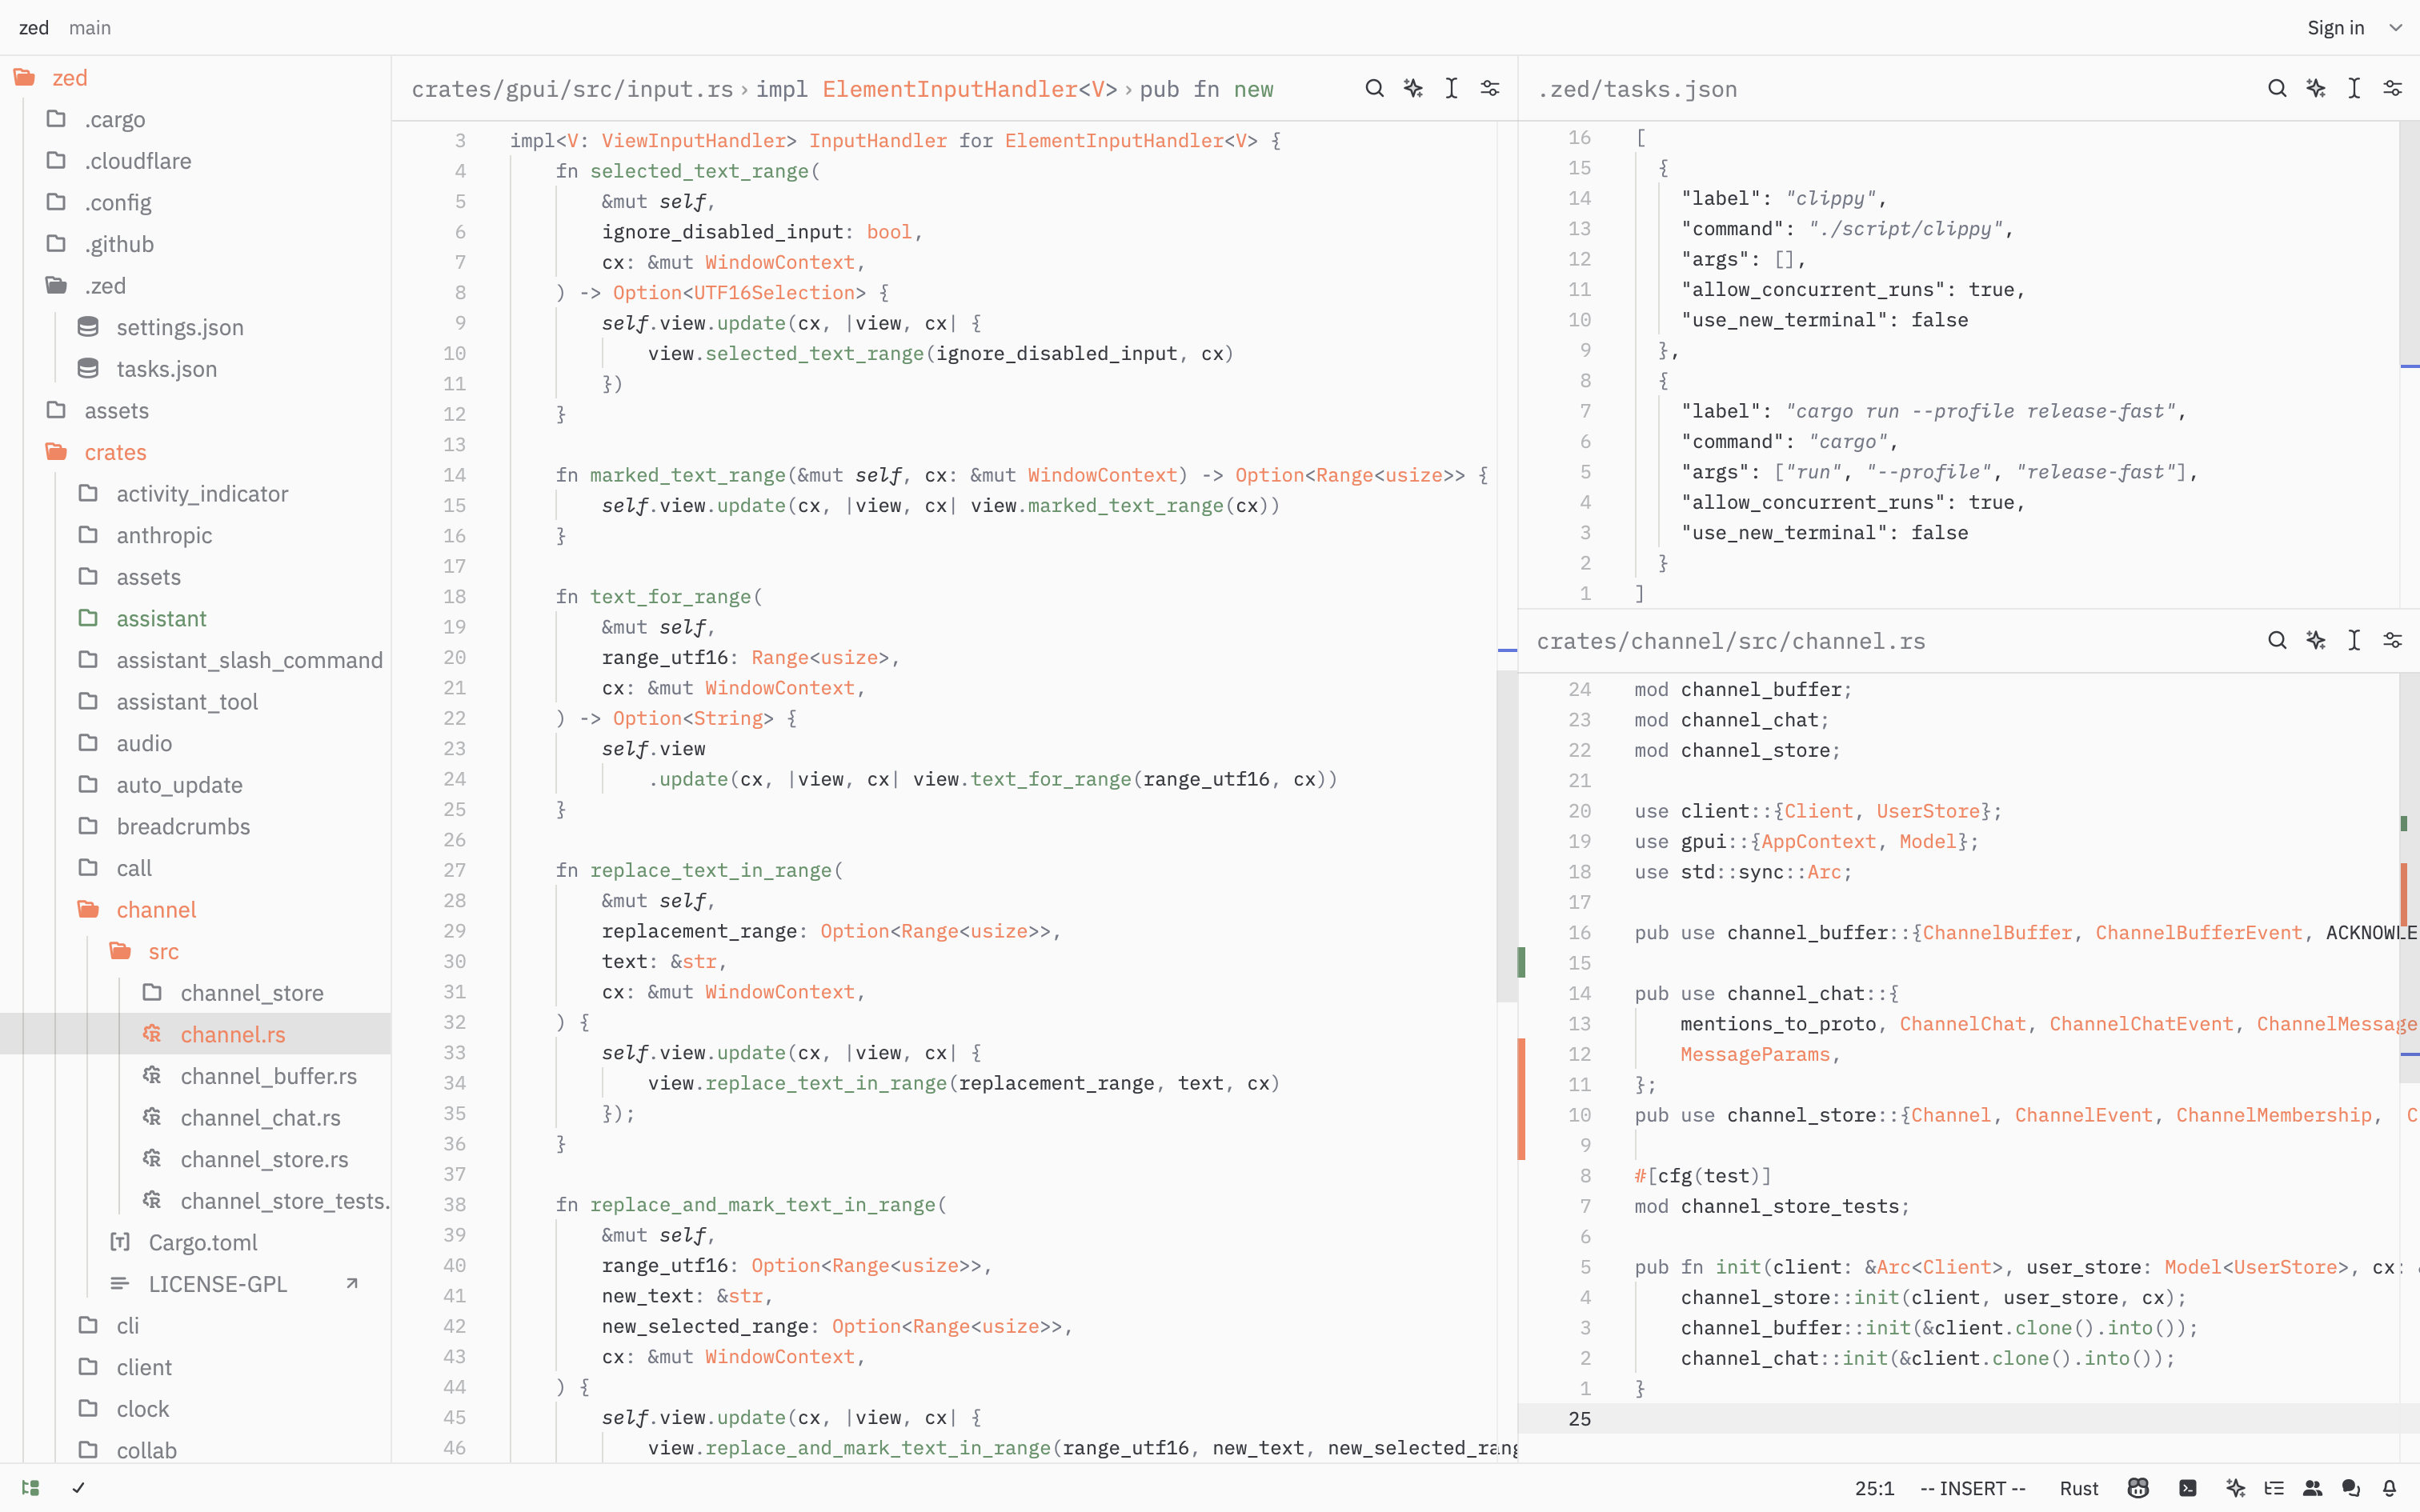 zed main
Sign in
zed
.cargo
.cloudflare
.config
.github
.zed
settings.json
tasks.json
assets
crates
activity_indicator
anthropic
assets
assistant
assistant_slash_command
assistant_tool
audio
auto_update
breadcrumbs
call
channel
src
channel_store
channel.rs
channel_buffer.rs
channel_chat.rs
channel_store.rs
channel_store_tests.
Cargo.toml
LICENSE-GPL
cli
client
clock
collab
crates/gpui/src/input.rs › impl ElementInputHandler<V> › pub fn new
3 impl<V: ViewInputHandler> InputHandler for ElementInputHandler<V> {
4 fn selected_text_range(
5 &mut self,
6 ignore_disabled_input: bool,
7 cx: &mut WindowContext,
8 ) -> Option<UTF16Selection> {
9 self.view.update(cx, |view, cx| {
10 view.selected_text_range(ignore_disabled_input, cx)
11 })
12 }
13
14 fn marked_text_range(&mut self, cx: &mut WindowContext) -> Option<Range<usize>> {
15 self.view.update(cx, |view, cx| view.marked_text_range(cx))
16 }
17
18 fn text_for_range(
19 &mut self,
20 range_utf16: Range<usize>,
21 cx: &mut WindowContext,
22 ) -> Option<String> {
23 self.view
24 .update(cx, |view, cx| view.text_for_range(range_utf16, cx))
25 }
26
27 fn replace_text_in_range(
28 &mut self,
29 replacement_range: Option<Range<usize>>,
30 text: &str,
31 cx: &mut WindowContext,
32 ) {
33 self.view.update(cx, |view, cx| {
34 view.replace_text_in_range(replacement_range, text, cx)
35 });
36 }
37
38 fn replace_and_mark_text_in_range(
39 &mut self,
40 range_utf16: Option<Range<usize>>,
41 new_text: &str,
42 new_selected_range: Option<Range<usize>>,
43 cx: &mut WindowContext,
44 ) {
45 self.view.update(cx, |view, cx| {
46 view.replace_and_mark_text_in_range(range_utf16, new_text, new_selected_rang
.zed/tasks.json
16 [
15 {
14 "label": "clippy",
13 "command": "./script/clippy",
12 "args": [],
11 "allow_concurrent_runs": true,
10 "use_new_terminal": false
9 },
8 {
7 "label": "cargo run --profile release-fast",
6 "command": "cargo",
5 "args": ["run", "--profile", "release-fast"],
4 "allow_concurrent_runs": true,
3 "use_new_terminal": false
2 }
1 ]
crates/channel/src/channel.rs
24 mod channel_buffer;
23 mod channel_chat;
22 mod channel_store;
21
20 use client::{Client, UserStore};
19 use gpui::{AppContext, Model};
18 use std::sync::Arc;
17
16 pub use channel_buffer::{ChannelBuffer, ChannelBufferEvent, ACKNOWLE
15
14 pub use channel_chat::{
13 mentions_to_proto, ChannelChat, ChannelChatEvent, ChannelMessage
12 MessageParams,
11 };
10 pub use channel_store::{Channel, ChannelEvent, ChannelMembership, C
9
8 #[cfg(test)]
7 mod channel_store_tests;
6
5 pub fn init(client: &Arc<Client>, user_store: Model<UserStore>, cx: &
4 channel_store::init(client, user_store, cx);
3 channel_buffer::init(&client.clone().into());
2 channel_chat::init(&client.clone().into());
1 }
25
25:1 -- INSERT -- Rust